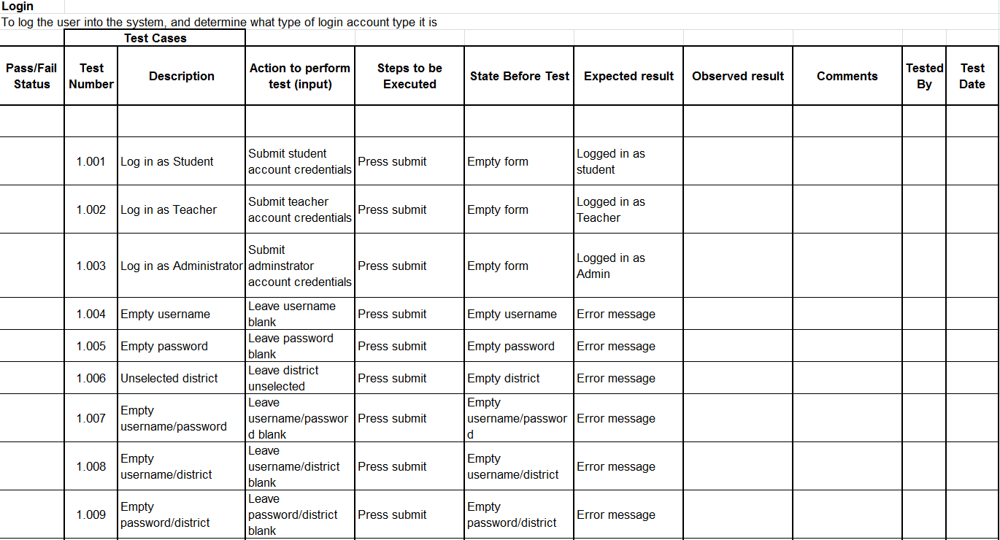 Login
To log the user into the system, and determine what type of login account type it is
Test Cases
Pass/Fail Status
Test Number
Description
Action to perform test (input)
Steps to be Executed
State Before Test
Expected result
Observed result
Comments
Tested By
Test Date
1.001
Log in as Student
Submit student
account credentials
Press submit
Empty form
Logged in as
student
1.002
Log in as Teacher
Submit teacher
account credentials
Press submit
Empty form
Logged in as
Teacher
1.003
Log in as Administrator
Submit
adminstrator
account credentials
Press submit
Empty form
Logged in as
Admin
1.004
Empty username
Leave username
blank
Press submit
Empty username
Error message
1.005
Empty password
Leave password
blank
Press submit
Empty password
Error message
1.006
Unselected district
Leave district
unselected
Press submit
Empty district
Error message
1.007
Empty
username/password
Leave
username/passwor
d blank
Press submit
Empty
username/passwor
d
Error message
1.008
Empty
username/district
Leave
username/district
blank
Press submit
Empty
username/district
Error message
1.009
Empty
password/district
Leave
password/district
blank
Press submit
Empty
password/district
Error message